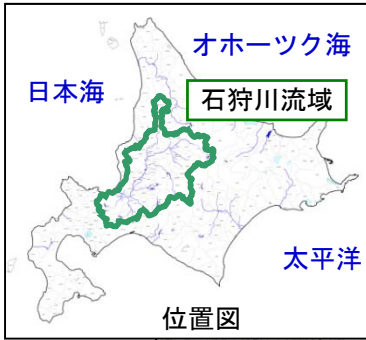 オホーツク海
日本海
石狩川流域
太平洋
位置図